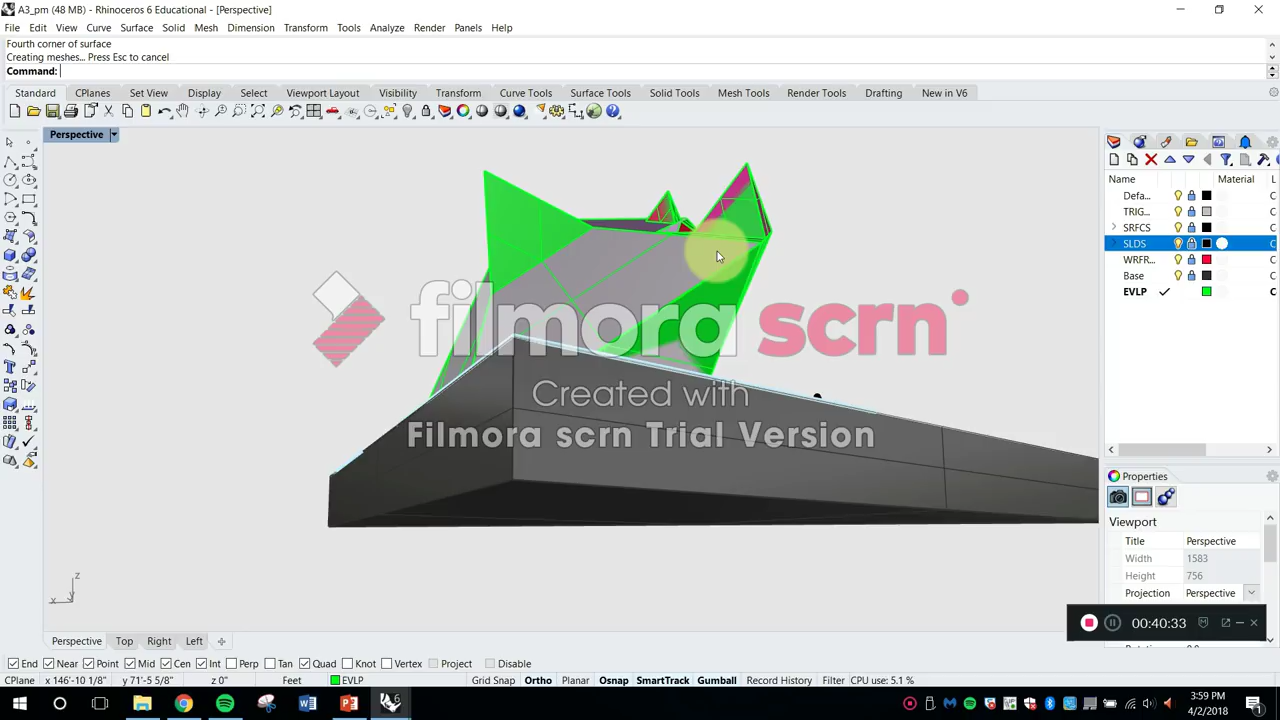 A3_pm (48 MB) - Rhinoceros 6 Educational - [Perspective]
File Edit View Curve Surface Solid Mesh Dimension Transform Tools Analyze Render Panels Help
Fourth corner of surface
Creating meshes... Press Esc to cancel
Command:
Standard CPlanes Set View Display Select Viewport Layout Visibility Transform Curve Tools Surface Tools Solid Tools Mesh Tools Render Tools Drafting New in V6
Perspective
Name Material L
Defa... C
TRIG... C
SRFCS C
SLDS C
WRFR... C
Base C
EVLP C
filmora scrn
Created with
Filmora scrn Trial Version
Properties
Viewport
Title Perspective
Width 1583
Height 756
Projection Perspective
00:40:33
z
x y
Perspective Top Right Left
End Near Point Mid Cen Int Perp Tan Quad Knot Vertex Project Disable
CPlane x 146'-10 1/8" y 71'-5 5/8" z 0" Feet EVLP Grid Snap Ortho Planar Osnap SmartTrack Gumball Record History Filter CPU use: 5.1 %
3:59 PM
4/2/2018